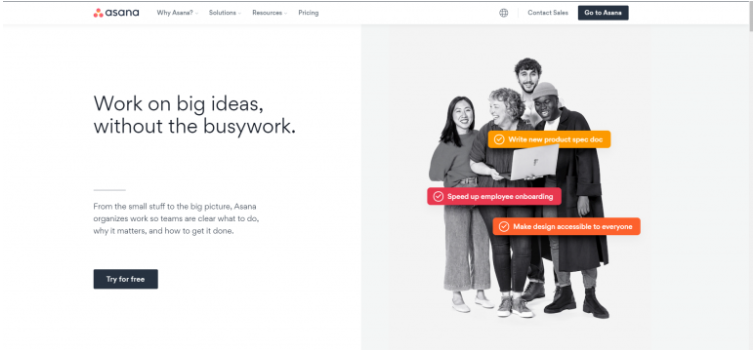 asana
Why Asana?
Solutions
Resources
Pricing
Contact Sales
Go to Asana
Work on big ideas,
without the busywork.
From the small stuff to the big picture, Asana
organizes work so teams are clear what to do,
why it matters, and how to get it done.
Try for free
Write new product spec doc
Speed up employee onboarding
Make design accessible to everyone